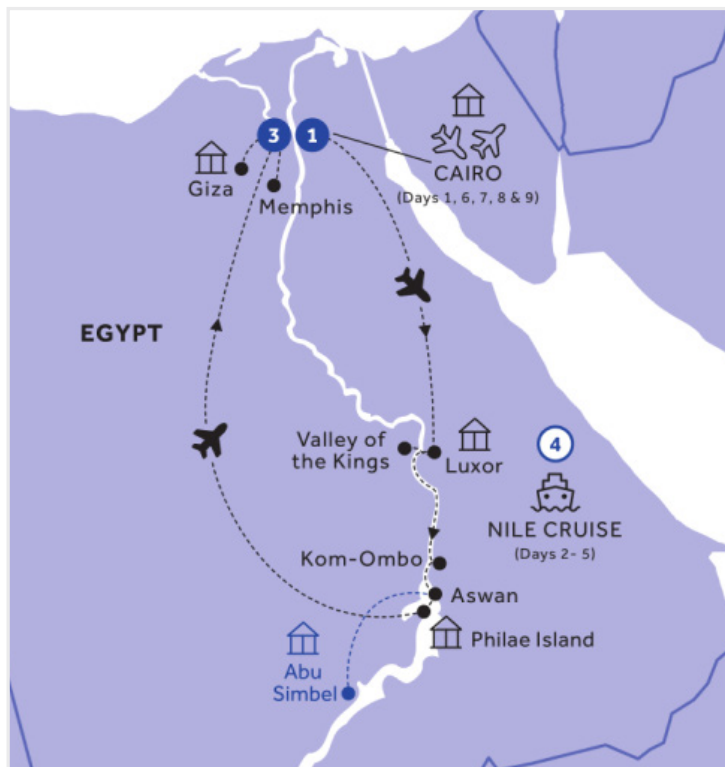 3
1
CAIRO
(Days 1, 6, 7, 8 & 9)
Giza
Memphis
EGYPT
Valley of
the Kings
Luxor
4
NILE CRUISE
(Days 2- 5)
Kom-Ombo
Aswan
Philae Island
Abu
Simbel